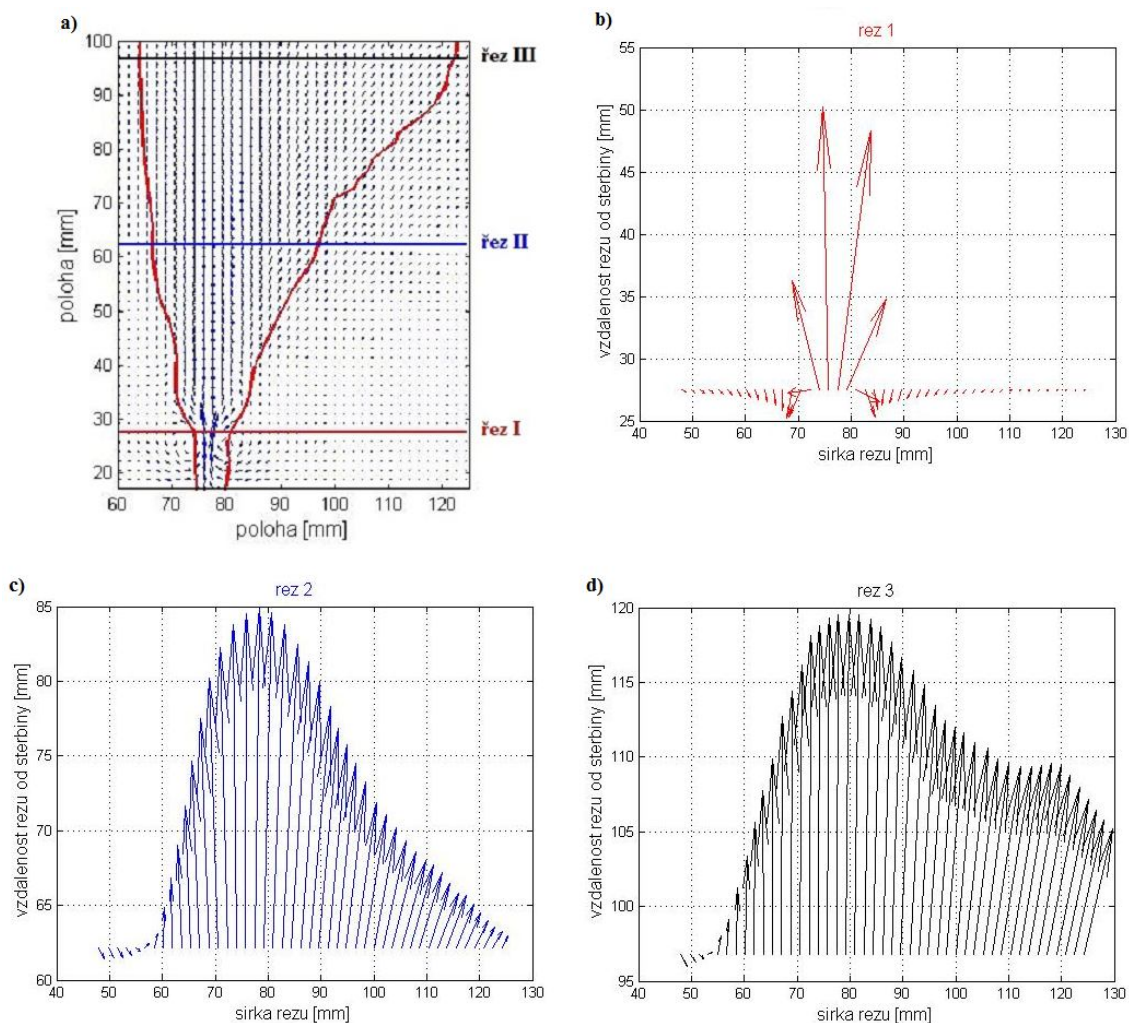 a)
100
90
80
70
60
50
40
30
20
60 70 80 90 100 110 120
poloha [mm]
poloha [mm]
řez III
řez II
řez I
b)
rez 1
55
50
45
40
35
30
25
40 50 60 70 80 90 100 110 120 130
vzdalenost rezu od sterbiny [mm]
sirka rezu [mm]
c)
rez 2
85
80
75
70
65
60
40 50 60 70 80 90 100 110 120 130
vzdalenost rezu od sterbiny [mm]
sirka rezu [mm]
d)
rez 3
120
115
110
105
100
95
40 50 60 70 80 90 100 110 120 130
vzdalenost rezu od sterbiny [mm]
sirka rezu [mm]